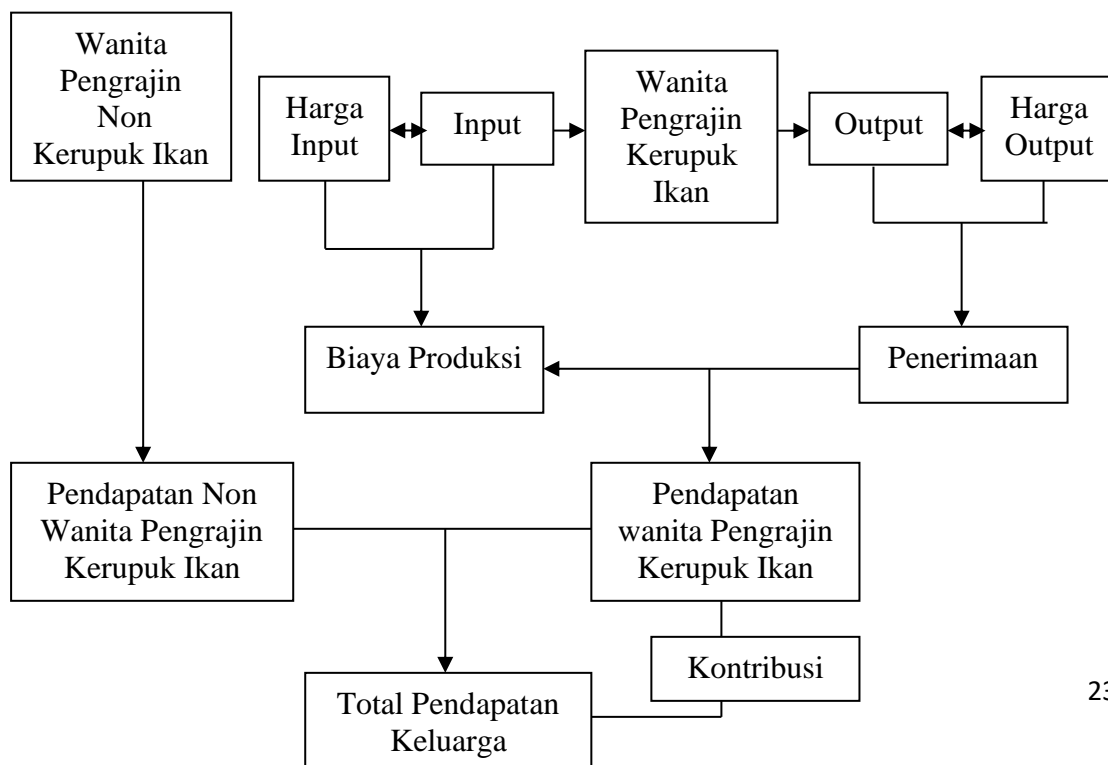 Wanita
Pengrajin
Non
Kerupuk Ikan
Harga
Input
Input
Wanita
Pengrajin
Kerupuk
Ikan
Output
Harga
Output
Biaya Produksi
Penerimaan
Pendapatan Non
Wanita Pengrajin
Kerupuk Ikan
Pendapatan
wanita Pengrajin
Kerupuk Ikan
Kontribusi
Total Pendapatan
Keluarga
23